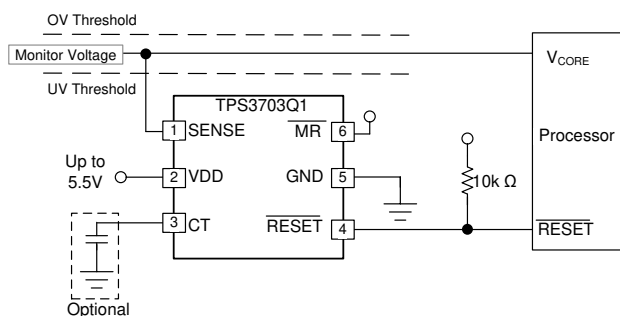 OV Threshold
Monitor Voltage
UV Threshold
VCORE
TPS3703Q1
1 SENSE
MR 6
Processor
Up to
5.5V
2 VDD
GND 5
10k Ω
3 CT
RESET 4
RESET
Optional